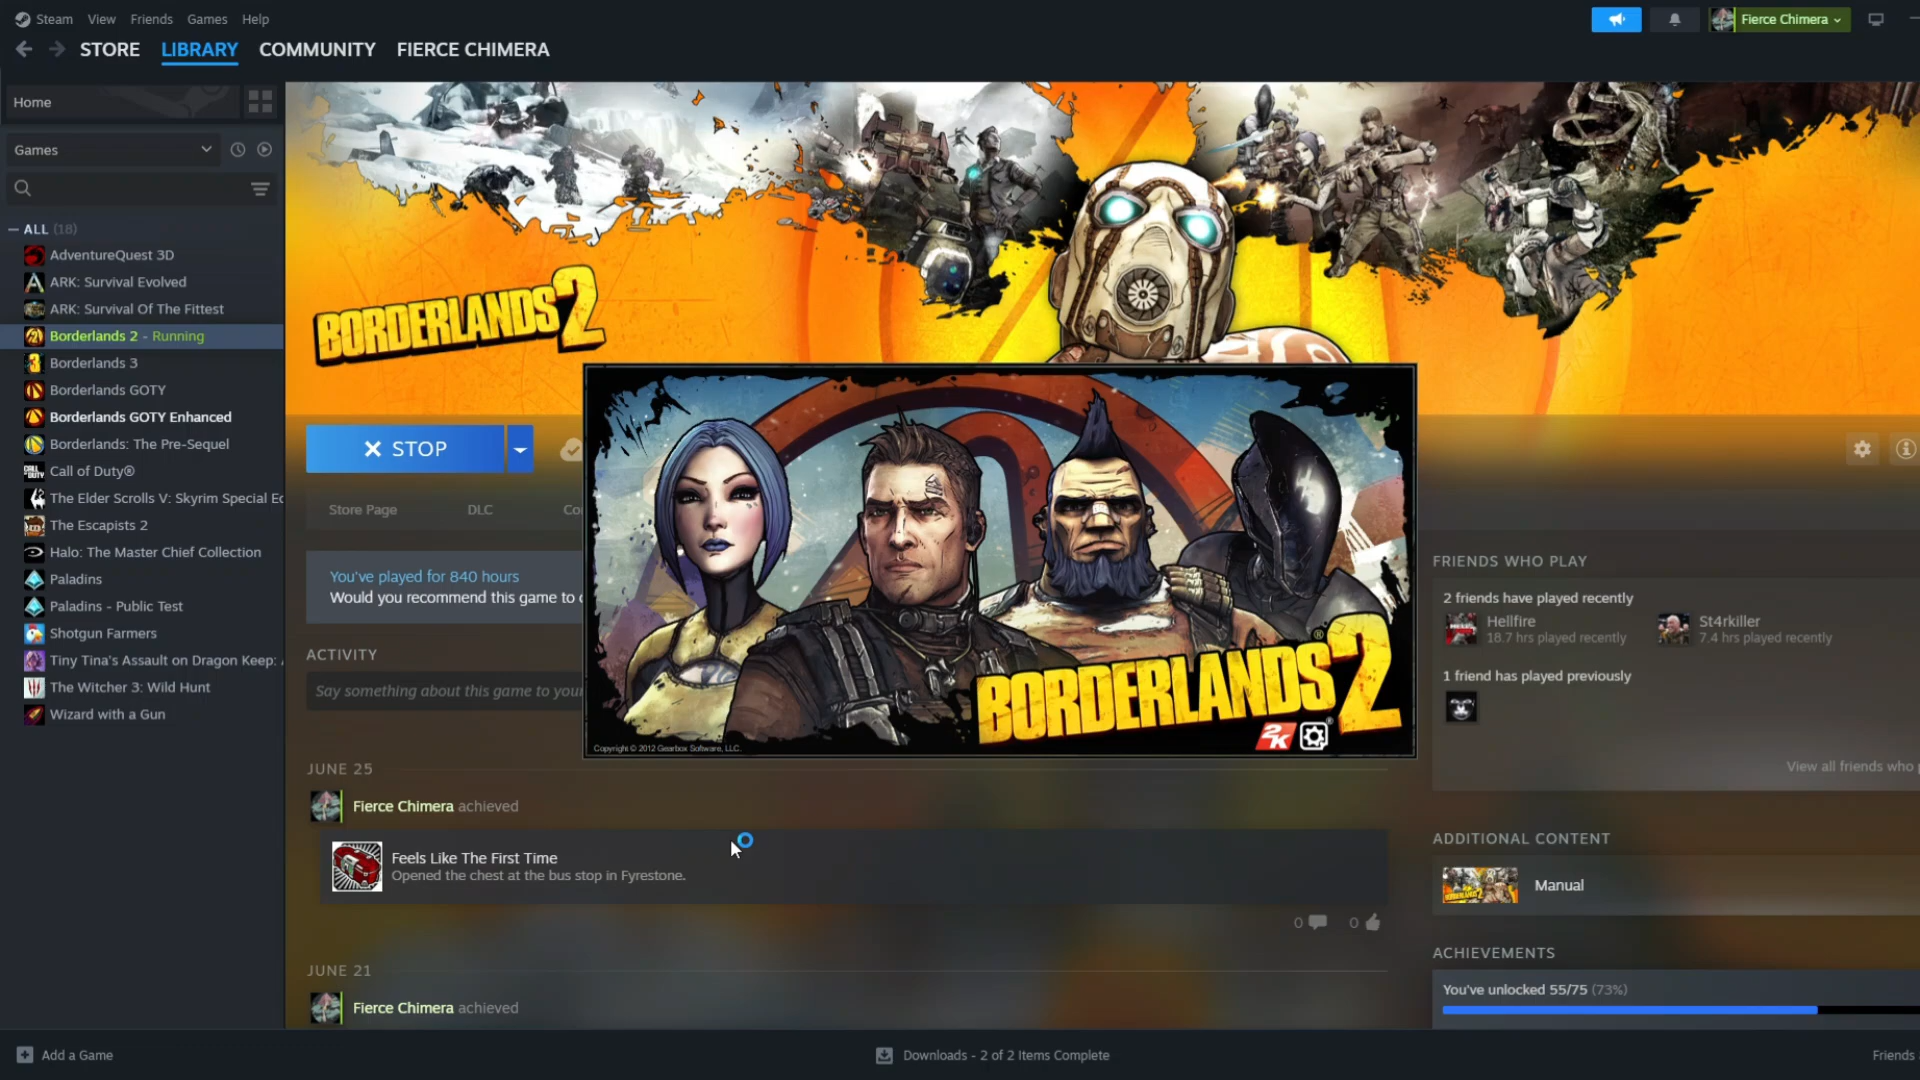 Steam View Friends Games Help
Fierce Chimera
STORE LIBRARY COMMUNITY FIERCE CHIMERA
Home
Games
ALL (18)
AdventureQuest 3D
ARK: Survival Evolved
ARK: Survival Of The Fittest
Borderlands 2 - Running
Borderlands 3
Borderlands GOTY
Borderlands GOTY Enhanced
Borderlands: The Pre-Sequel
Call of Duty®
The Elder Scrolls V: Skyrim Special Ed
The Escapists 2
Halo: The Master Chief Collection
Paladins
Paladins - Public Test
Shotgun Farmers
Tiny Tina's Assault on Dragon Keep:
The Witcher 3: Wild Hunt
Wizard with a Gun
BORDERLANDS 2
STOP
Store Page DLC Co
You've played for 840 hours
Would you recommend this game to
ACTIVITY
Say something about this game to your
BORDERLANDS 2
®
2K
Copyright © 2012 Gearbox Software, LLC.
JUNE 25
Fierce Chimera achieved
Feels Like The First Time
Opened the chest at the bus stop in Fyrestone.
0 0
JUNE 21
Fierce Chimera achieved
FRIENDS WHO PLAY
2 friends have played recently
Hellfire
18.7 hrs played recently
St4rkiller
7.4 hrs played recently
1 friend has played previously
View all friends who
ADDITIONAL CONTENT
Manual
ACHIEVEMENTS
You've unlocked 55/75 (73%)
Add a Game
Downloads - 2 of 2 Items Complete
Friends